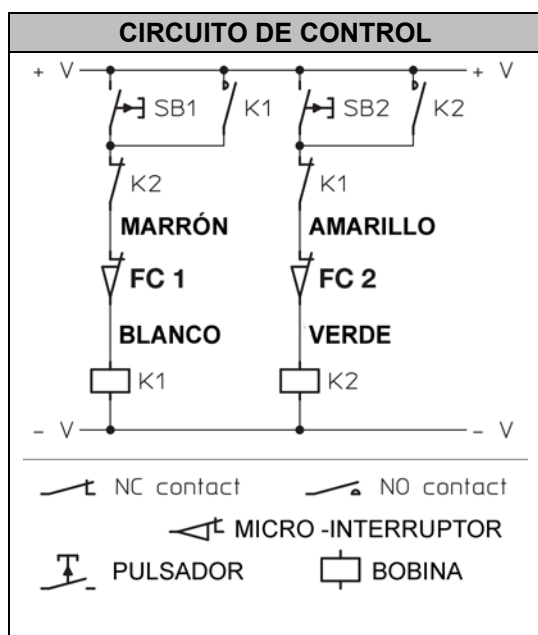 CIRCUITO DE CONTROL
+ V + V
SB1 K1 SB2 K2
K2 K1
MARRÓN AMARILLO
FC 1 FC 2
BLANCO VERDE
K1 K2
- V - V
NC contact NO contact
MICRO -INTERRUPTOR
PULSADOR BOBINA